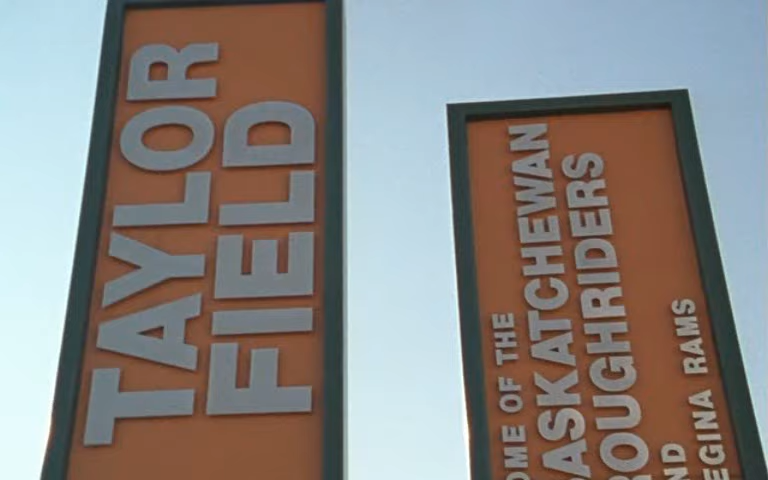 TAYLOR
FIELD
OME OF THE
ASKATCHEWAN
OUGHRIDERS
ND
EGINA RAMS